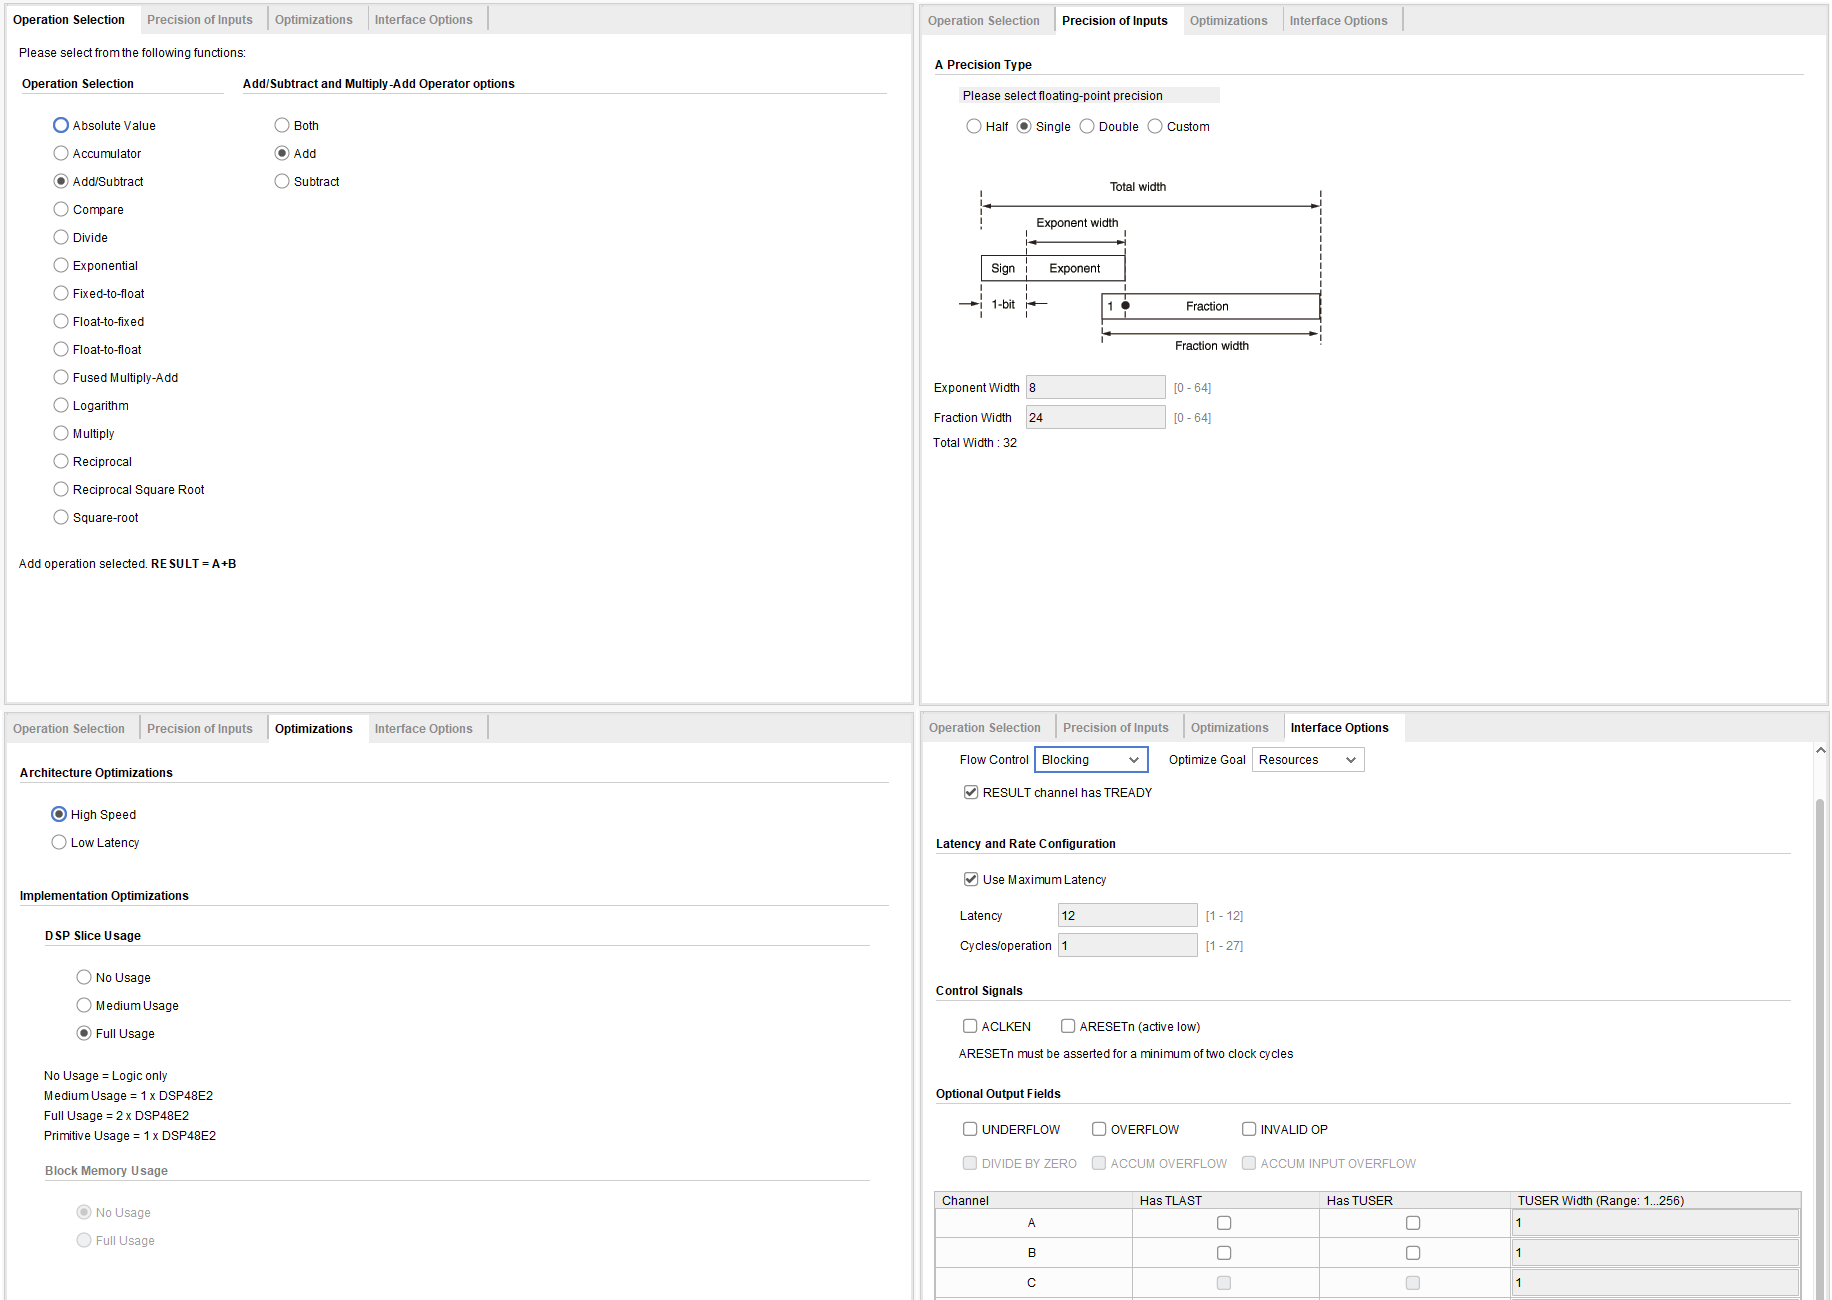 Operation Selection Precision of Inputs Optimizations Interface Options
Please select from the following functions:
Operation Selection Add/Subtract and Multiply-Add Operator options
Absolute Value Both
Accumulator Add
Add/Subtract Subtract
Compare
Divide
Exponential
Fixed-to-float
Float-to-fixed
Float-to-float
Fused Multiply-Add
Logarithm
Multiply
Reciprocal
Reciprocal Square Root
Square-root
Add operation selected. RESULT = A+B
Operation Selection Precision of Inputs Optimizations Interface Options
A Precision Type
Please select floating-point precision
Half Single Double Custom
Total width
Exponent width
Sign Exponent
1-bit
1 Fraction
Fraction width
Exponent Width 8 [0 - 64]
Fraction Width 24 [0 - 64]
Total Width : 32
Operation Selection Precision of Inputs Optimizations Interface Options
Architecture Optimizations
High Speed
Low Latency
Implementation Optimizations
DSP Slice Usage
No Usage
Medium Usage
Full Usage
No Usage = Logic only
Medium Usage = 1 x DSP48E2
Full Usage = 2 x DSP48E2
Primitive Usage = 1 x DSP48E2
Block Memory Usage
No Usage
Full Usage
Operation Selection Precision of Inputs Optimizations Interface Options
Flow Control Blocking Optimize Goal Resources
RESULT channel has TREADY
Latency and Rate Configuration
Use Maximum Latency
Latency 12 [1 - 12]
Cycles/operation 1 [1 - 27]
Control Signals
ACLKEN ARESETn (active low)
ARESETn must be asserted for a minimum of two clock cycles
Optional Output Fields
UNDERFLOW OVERFLOW INVALID OP
DIVIDE BY ZERO ACCUM OVERFLOW ACCUM INPUT OVERFLOW
Channel Has TLAST Has TUSER TUSER Width (Range: 1...256)
A 1
B 1
C 1